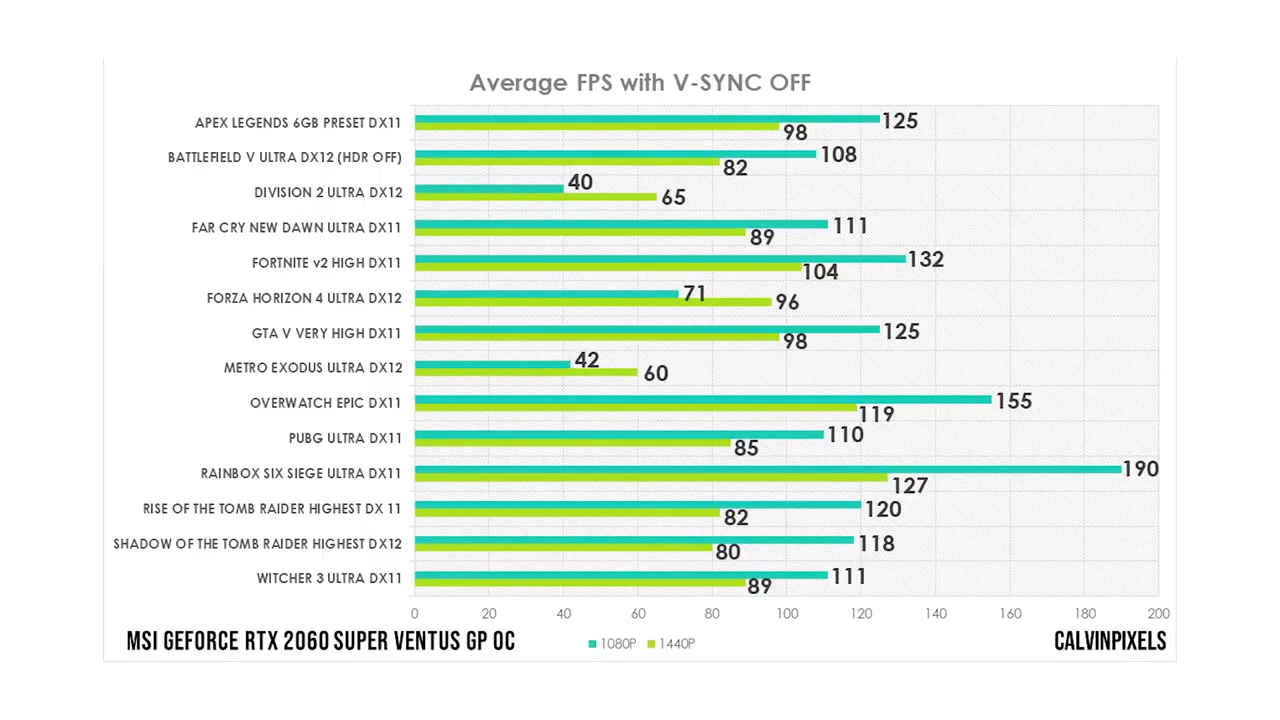 Average FPS with V-SYNC OFF
APEX LEGENDS 6GB PRESET DX11
125
98
BATTLEFIELD V ULTRA DX12 (HDR OFF)
108
82
DIVISION 2 ULTRA DX12
40
65
FAR CRY NEW DAWN ULTRA DX11
111
89
FORTNITE v2 HIGH DX11
132
104
FORZA HORIZON 4 ULTRA DX12
71
96
GTA V VERY HIGH DX11
125
98
METRO EXODUS ULTRA DX12
42
60
OVERWATCH EPIC DX11
155
119
PUBG ULTRA DX11
110
85
RAINBOX SIX SIEGE ULTRA DX11
190
127
RISE OF THE TOMB RAIDER HIGHEST DX 11
120
82
SHADOW OF THE TOMB RAIDER HIGHEST DX12
118
80
WITCHER 3 ULTRA DX11
111
89
0 20 40 60 80 100 120 140 160 180 200
MSI GEFORCE RTX 2060 SUPER VENTUS GP OC
1080P 1440P
CALVINPIXELS